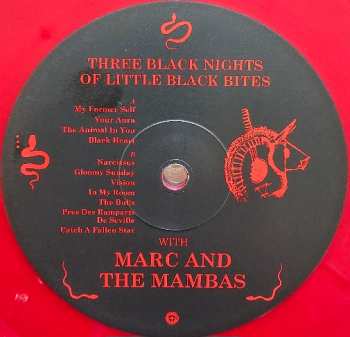 THREE BLACK NIGHTS
OF LITTLE BLACK BITES
A
My Former Self
Your Aura
The Animal In You
Black Heart
B
Narcissus
Gloomy Sunday
Vision
In My Room
The Bulls
Pres Des Ramparts
De Seville
Catch A Fallen Star
WITH
MARC AND
THE MAMBAS